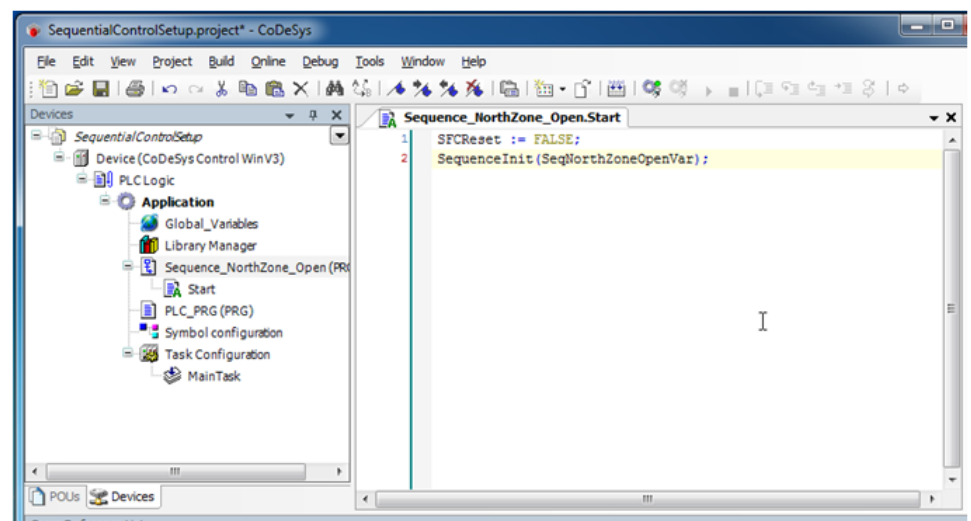 SequentialControlSetup.project* - CoDeSys
File Edit View Project Build Online Debug Tools Window Help
Devices
SequentialControlSetup
Device (CoDeSys Control Win V3)
PLC Logic
Application
Global_Variables
Library Manager
Sequence_NorthZone_Open (PRG
Start
PLC_PRG (PRG)
Symbol configuration
Task Configuration
MainTask
POUs Devices
Sequence_NorthZone_Open.Start
1 SFCReset := FALSE;
2 SequenceInit(SeqNorthZoneOpenVar);